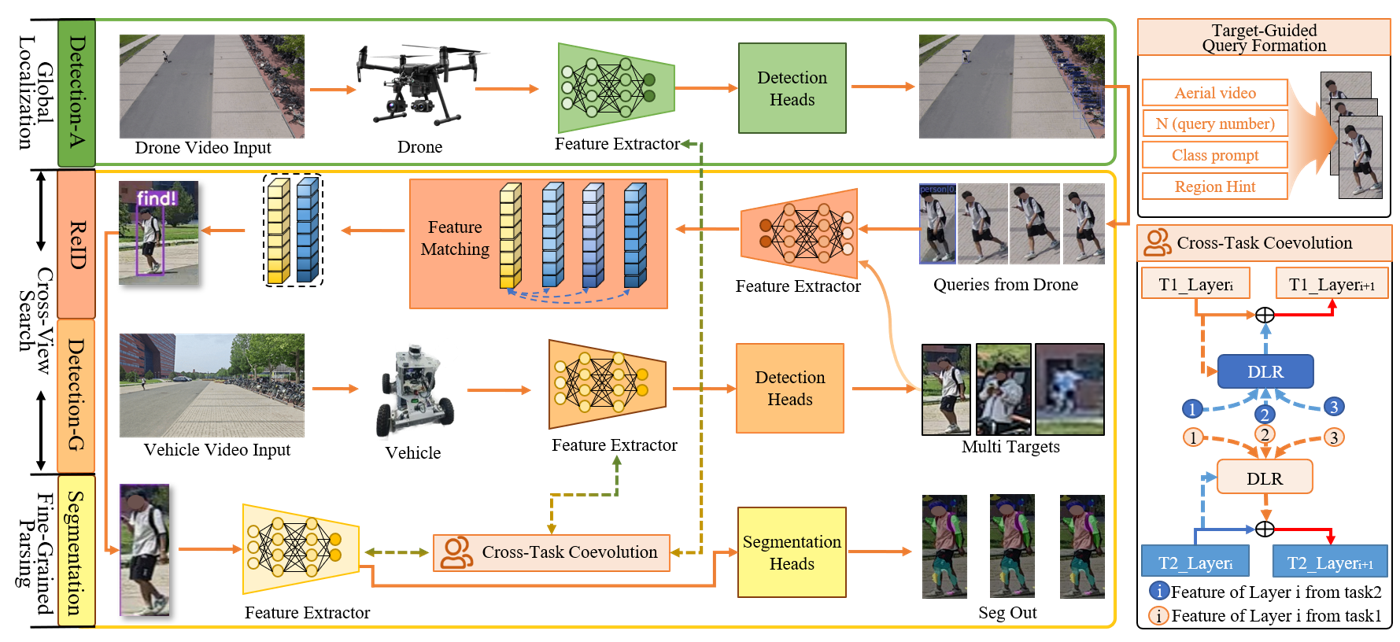 Global
Localization
Detection-A
Drone Video Input
Drone
Feature Extractor
Detection
Heads
Cross-View
Search
ReID
find!
Feature
Matching
Feature Extractor
Queries from Drone
Detection-G
Vehicle Video Input
Vehicle
Feature Extractor
Detection
Heads
Multi Targets
Fine-Grained
Parsing
Segmentation
Feature Extractor
Cross-Task Coevolution
Segmentation
Heads
Seg Out
Target-Guided
Query Formation
Aerial video
N (query number)
Class prompt
Region Hint
Cross-Task Coevolution
T1_Layeri
T1_Layeri+1
DLR
1
2
3
1
2
3
DLR
T2_Layeri
T2_Layeri+1
i Feature of Layer i from task2
i Feature of Layer i from task1